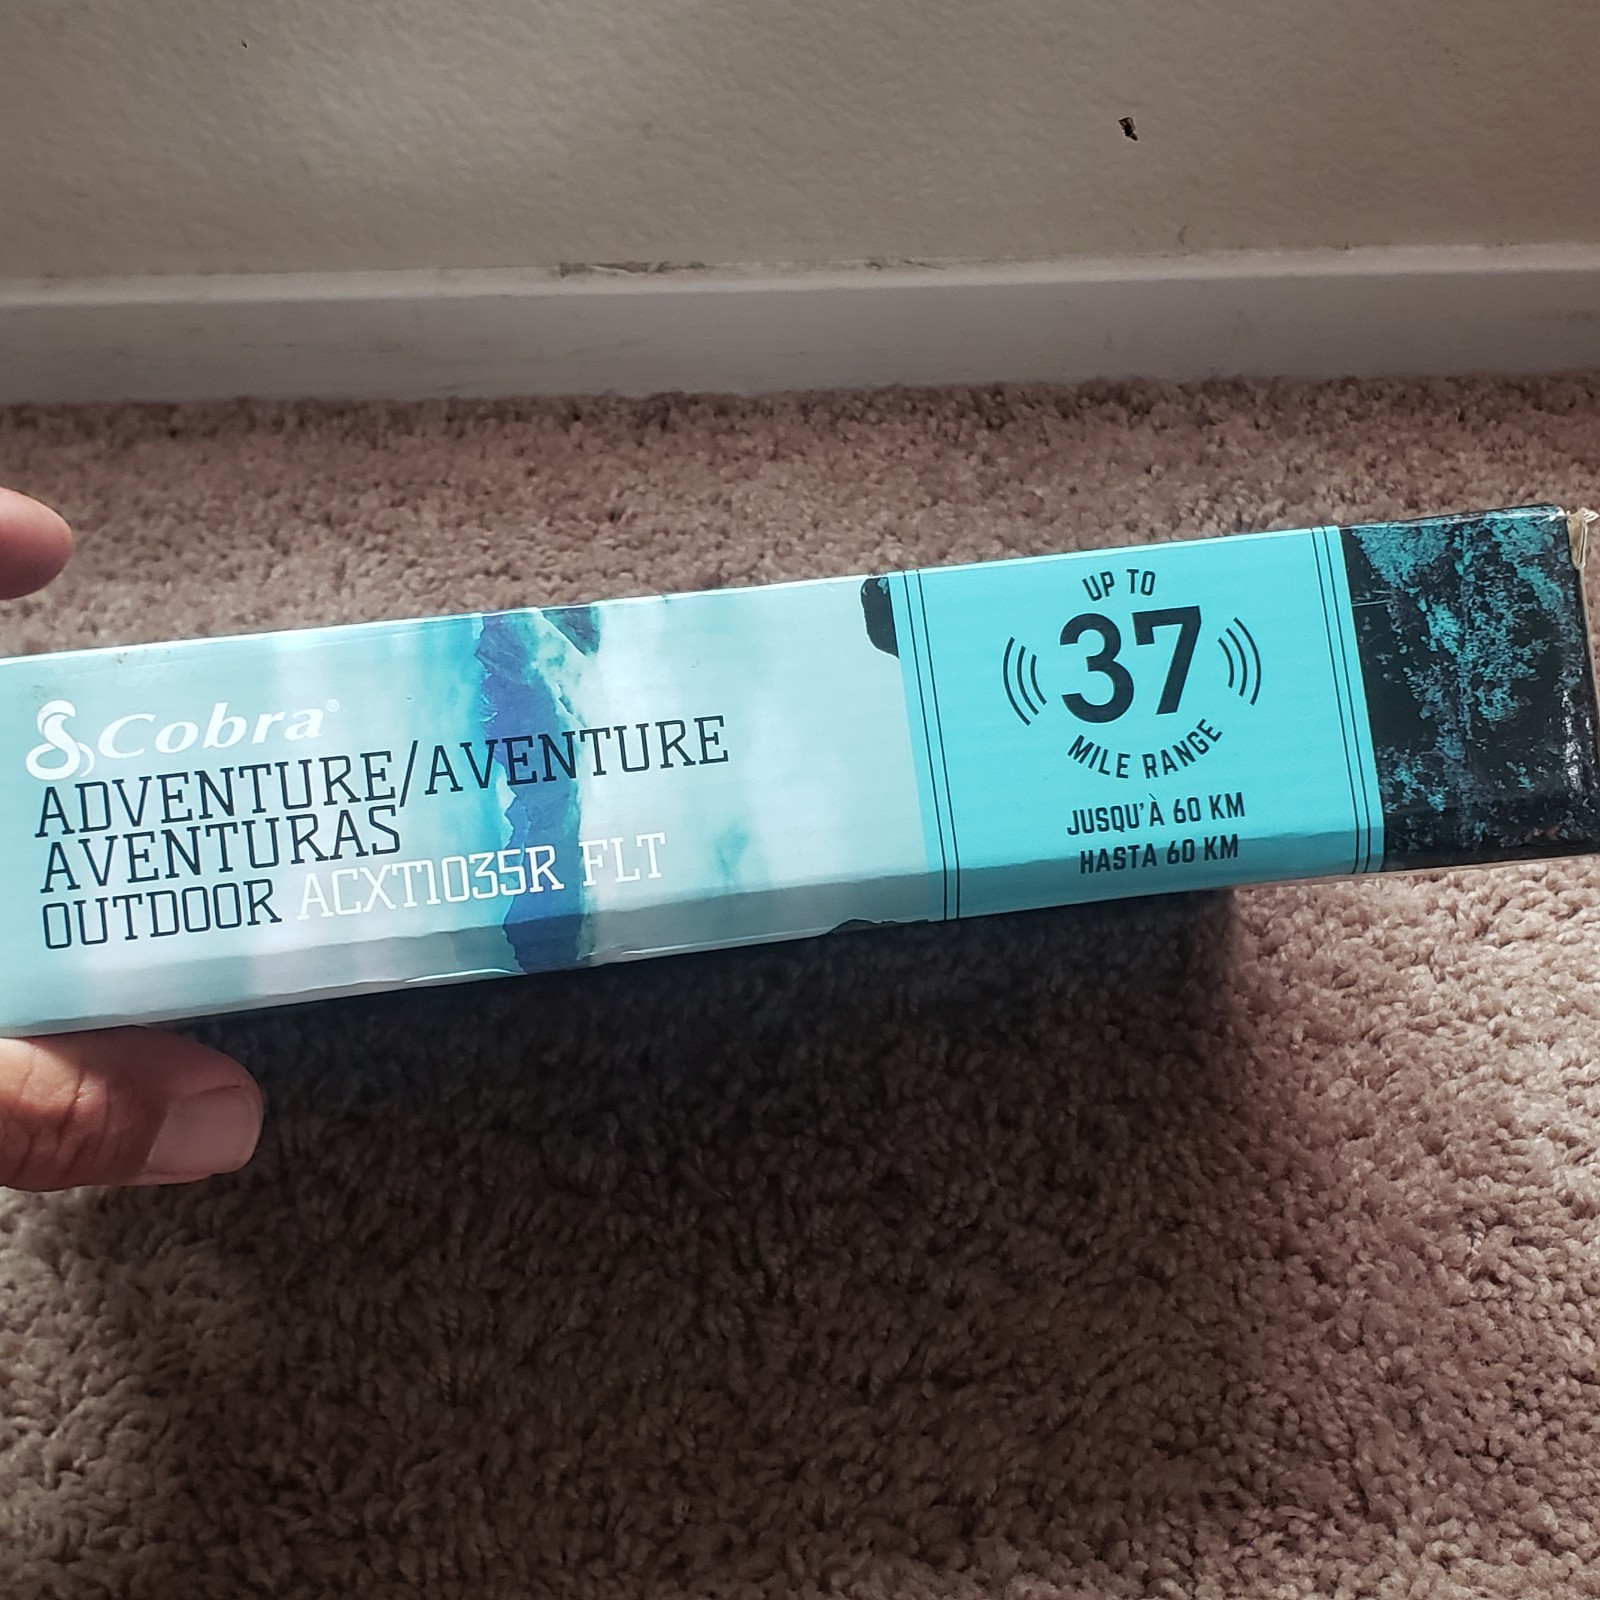 Cobra®
ADVENTURE/AVENTURE
AVENTURAS
OUTDOOR ACXT1035R FLT
UP TO
37
MILE RANGE
JUSQU'À 60 KM
HASTA 60 KM